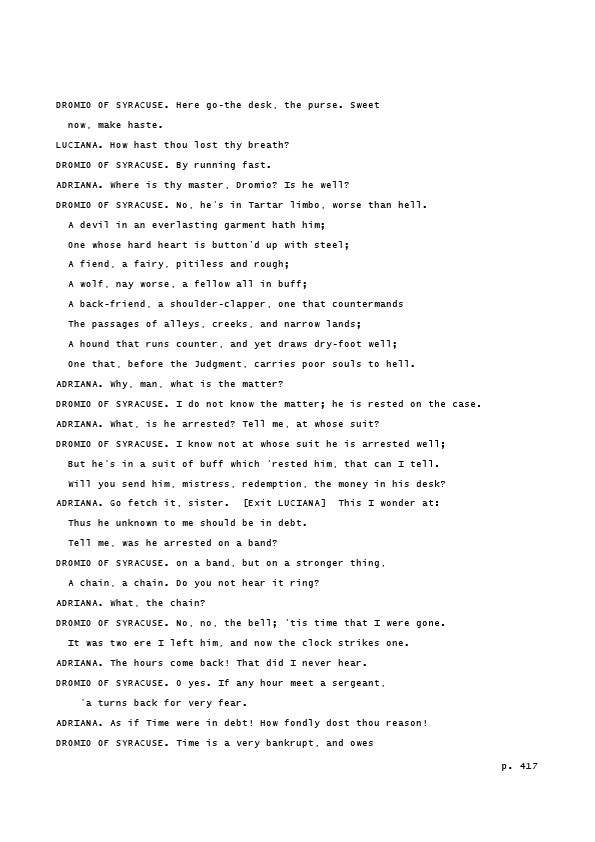 DROMIO OF SYRACUSE. Here go-the desk, the purse. Sweet
now, make haste.
LUCIANA. How hast thou lost thy breath?
DROMIO OF SYRACUSE. By running fast.
ADRIANA. Where is thy master, Dromio? Is he well?
DROMIO OF SYRACUSE. No, he's in Tartar limbo, worse than hell.
A devil in an everlasting garment hath him;
One whose hard heart is button'd up with steel;
A fiend, a fairy, pitiless and rough;
A wolf, nay worse, a fellow all in buff;
A back-friend, a shoulder-clapper, one that countermands
The passages of alleys, creeks, and narrow lands;
A hound that runs counter, and yet draws dry-foot well;
One that, before the Judgment, carries poor souls to hell.
ADRIANA. Why, man, what is the matter?
DROMIO OF SYRACUSE. I do not know the matter; he is rested on the case.
ADRIANA. What, is he arrested? Tell me, at whose suit?
DROMIO OF SYRACUSE. I know not at whose suit he is arrested well;
But he's in a suit of buff which 'rested him, that can I tell.
Will you send him, mistress, redemption, the money in his desk?
ADRIANA. Go fetch it, sister.  [Exit LUCIANA]  This I wonder at:
Thus he unknown to me should be in debt.
Tell me, was he arrested on a band?
DROMIO OF SYRACUSE. on a band, but on a stronger thing,
A chain, a chain. Do you not hear it ring?
ADRIANA. What, the chain?
DROMIO OF SYRACUSE. No, no, the bell; 'tis time that I were gone.
It was two ere I left him, and now the clock strikes one.
ADRIANA. The hours come back! That did I never hear.
DROMIO OF SYRACUSE. O yes. If any hour meet a sergeant,
'a turns back for very fear.
ADRIANA. As if Time were in debt! How fondly dost thou reason!
DROMIO OF SYRACUSE. Time is a very bankrupt, and owes
p. 417